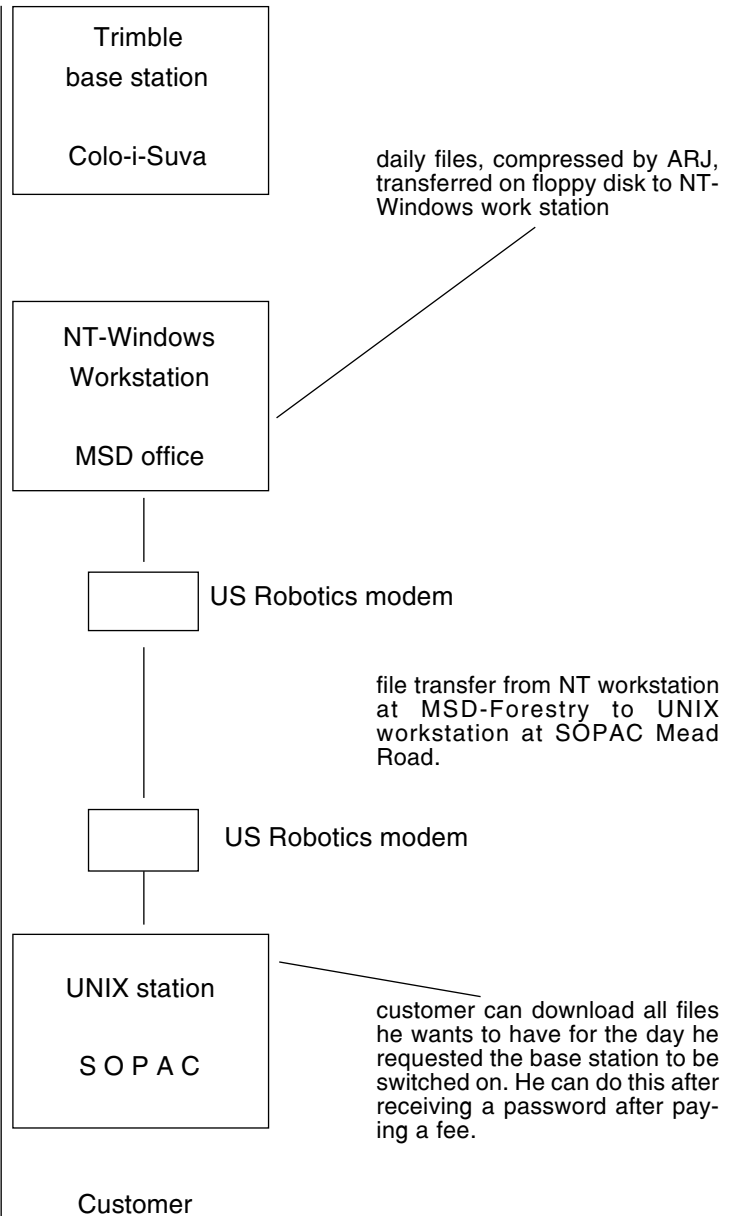 Trimble
base station
Colo-i-Suva
daily files, compressed by ARJ,
transferred on floppy disk to NT-
Windows work station
NT-Windows
Workstation
MSD office
US Robotics modem
file transfer from NT workstation
at MSD-Forestry to UNIX
workstation at SOPAC Mead
Road.
US Robotics modem
UNIX station
S O P A C
customer can download all files
he wants to have for the day he
requested the base station to be
switched on. He can do this after
receiving a password after pay-
ing a fee.
Customer